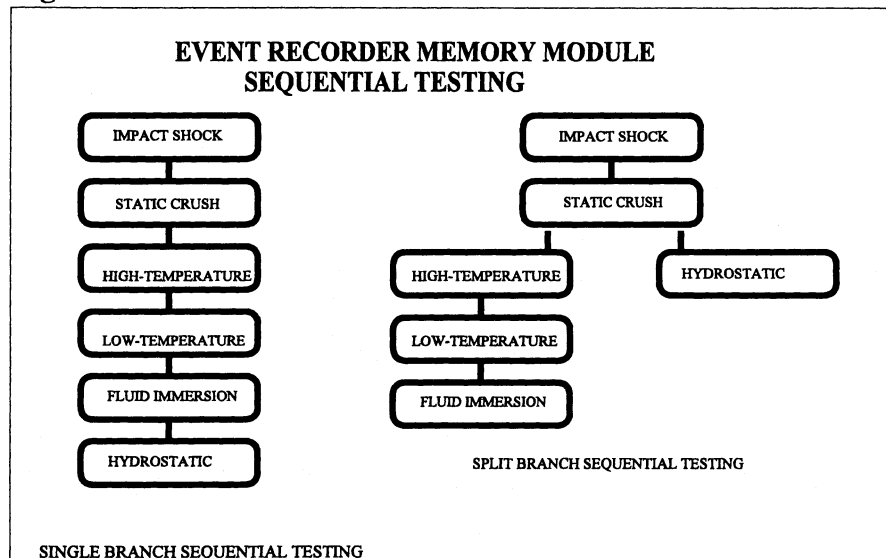 EVENT RECORDER MEMORY MODULE
SEQUENTIAL TESTING
IMPACT SHOCK
STATIC CRUSH
HIGH-TEMPERATURE
LOW-TEMPERATURE
FLUID IMMERSION
HYDROSTATIC
SINGLE BRANCH SEQUENTIAL TESTING
IMPACT SHOCK
STATIC CRUSH
HIGH-TEMPERATURE
HYDROSTATIC
LOW-TEMPERATURE
FLUID IMMERSION
SPLIT BRANCH SEQUENTIAL TESTING